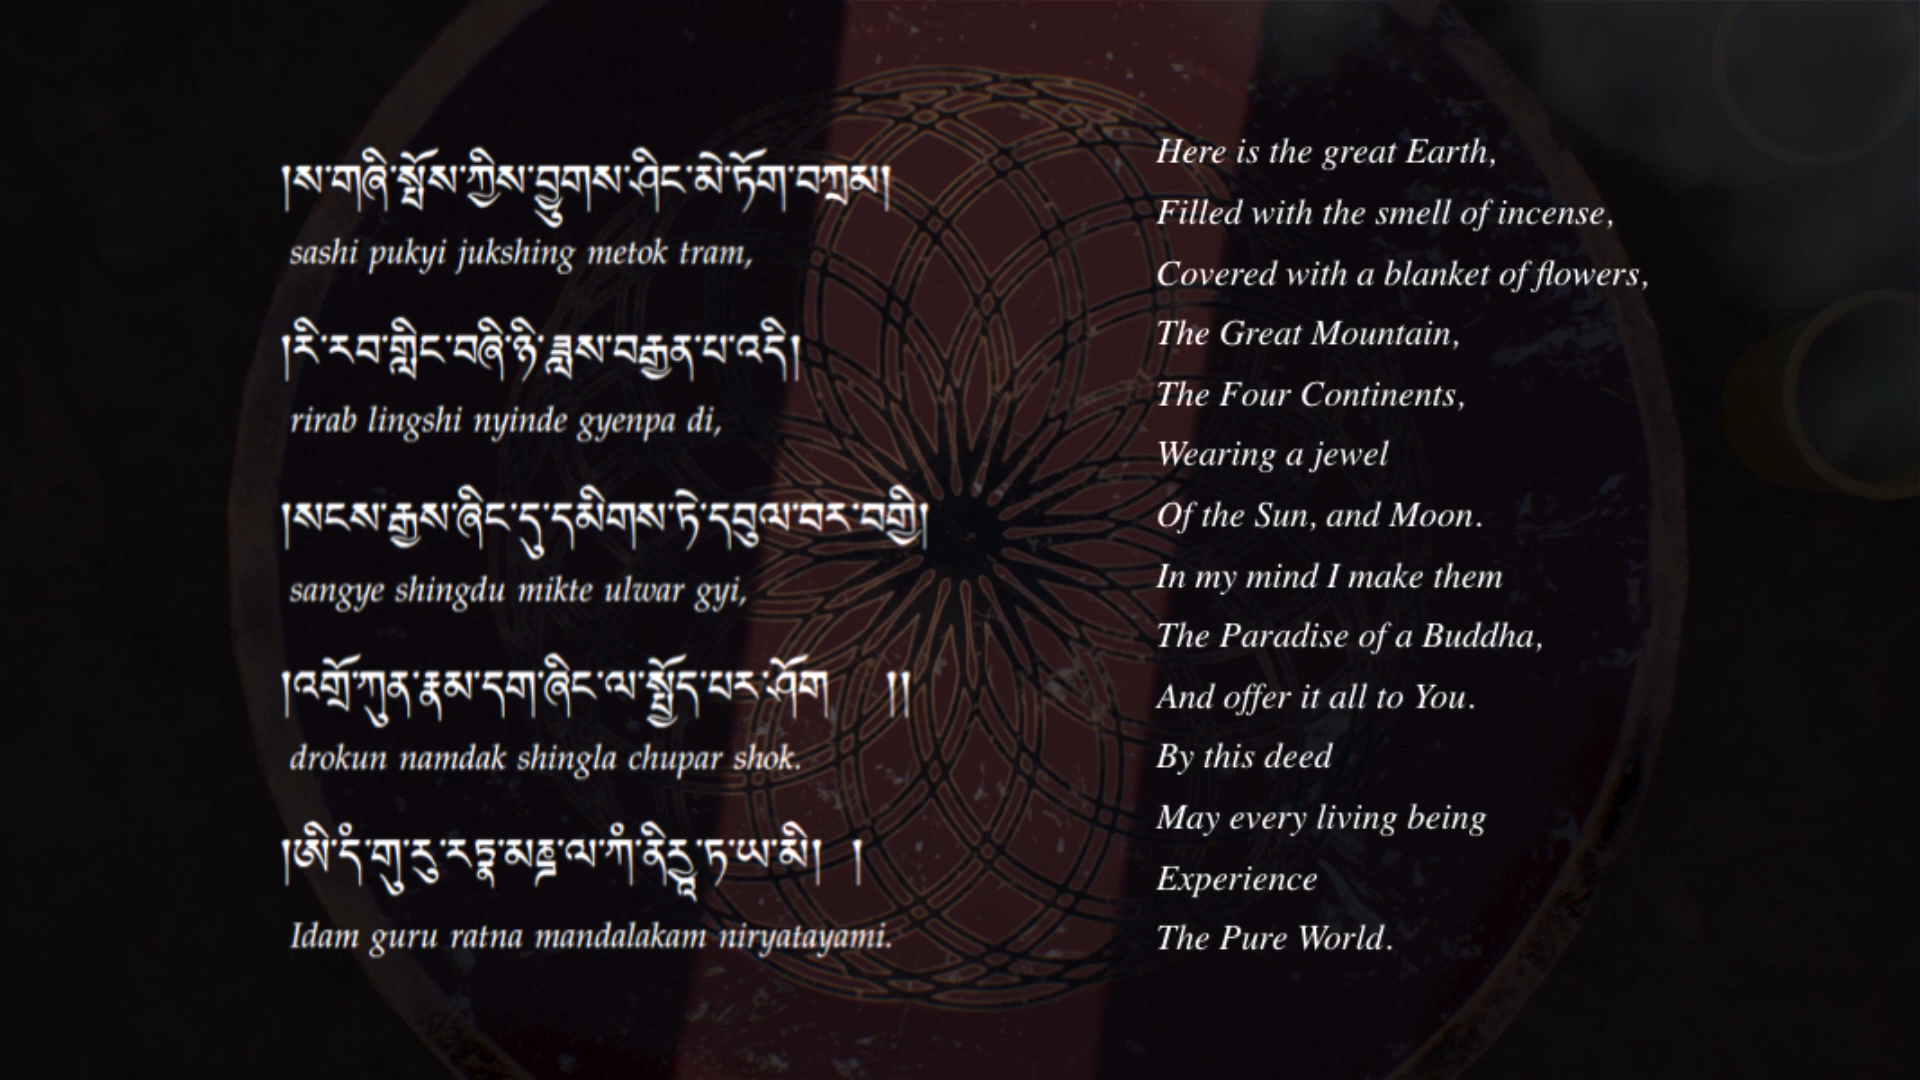 །ས་གཞི་སྤོས་ཀྱིས་བྱུགས་ཤིང་མེ་ཏོག་བཀྲམ།
sashi pukyi jukshing metok tram,
།རི་རབ་གླིང་བཞི་ཉི་ཟླས་བརྒྱན་པ་འདི།
rirab lingshi nyinde gyenpa di,
།སངས་རྒྱས་ཞིང་དུ་དམིགས་ཏེ་དབུལ་བར་བགྱི།
sangye shingdu mikte ulwar gyi,
།འགྲོ་ཀུན་རྣམ་དག་ཞིང་ལ་སྤྱོད་པར་ཤོག །།
drokun namdak shingla chupar shok.
།ཨི་དཾ་གུ་རུ་རཏྣ་མཎྜ་ལ་ཀཾ་ནིརྱཱ་ཏ་ཡ་མི། །
Idam guru ratna mandalakam niryatayami.
Here is the great Earth,
Filled with the smell of incense,
Covered with a blanket of flowers,
The Great Mountain,
The Four Continents,
Wearing a jewel
Of the Sun, and Moon.
In my mind I make them
The Paradise of a Buddha,
And offer it all to You.
By this deed
May every living being
Experience
The Pure World.